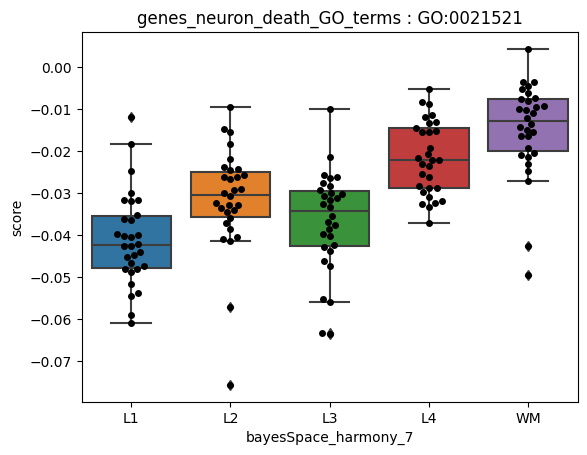 genes_neuron_death_GO_terms : GO:0021521
0.00
−0.01
−0.02
−0.03
−0.04
−0.05
−0.06
−0.07
score
L1 L2 L3 L4 WM
bayesSpace_harmony_7